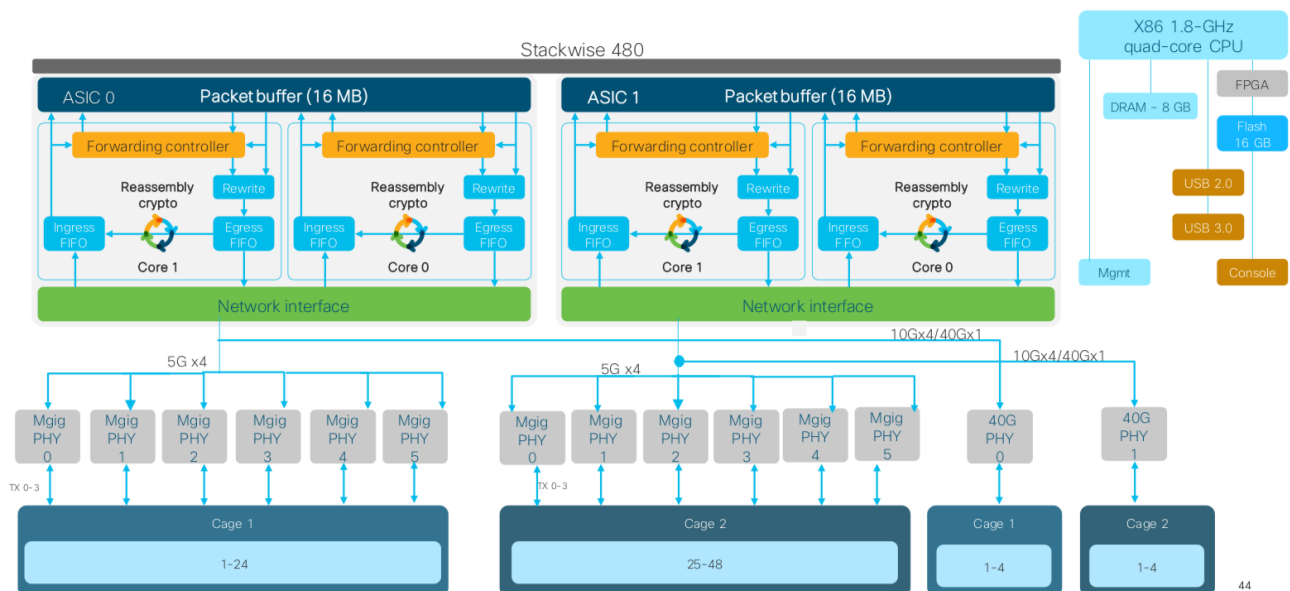 Stackwise 480
X86 1.8-GHz
quad-core CPU
ASIC 0
Packet buffer (16 MB)
ASIC 1
Packet buffer (16 MB)
FPGA
DRAM - 8 GB
Flash
16 GB
Forwarding controller
Forwarding controller
Forwarding controller
Forwarding controller
Reassembly
crypto
Rewrite
Reassembly
crypto
Rewrite
Reassembly
crypto
Rewrite
Reassembly
crypto
Rewrite
USB 2.0
USB 3.0
Ingress
FIFO
Egress
FIFO
Ingress
FIFO
Egress
FIFO
Ingress
FIFO
Egress
FIFO
Ingress
FIFO
Egress
FIFO
Core 1
Core 0
Core 1
Core 0
Mgmt
Console
Network interface
Network interface
10Gx4/40Gx1
10Gx4/40Gx1
5G x4
5G x4
Mgig
PHY
0
Mgig
PHY
1
Mgig
PHY
2
Mgig
PHY
3
Mgig
PHY
4
Mgig
PHY
5
Mgig
PHY
0
Mgig
PHY
1
Mgig
PHY
2
Mgig
PHY
3
Mgig
PHY
4
Mgig
PHY
5
40G
PHY
0
40G
PHY
1
TX 0-3
TX 0-3
Cage 1
1-24
Cage 2
25-48
Cage 1
1-4
Cage 2
1-4
44